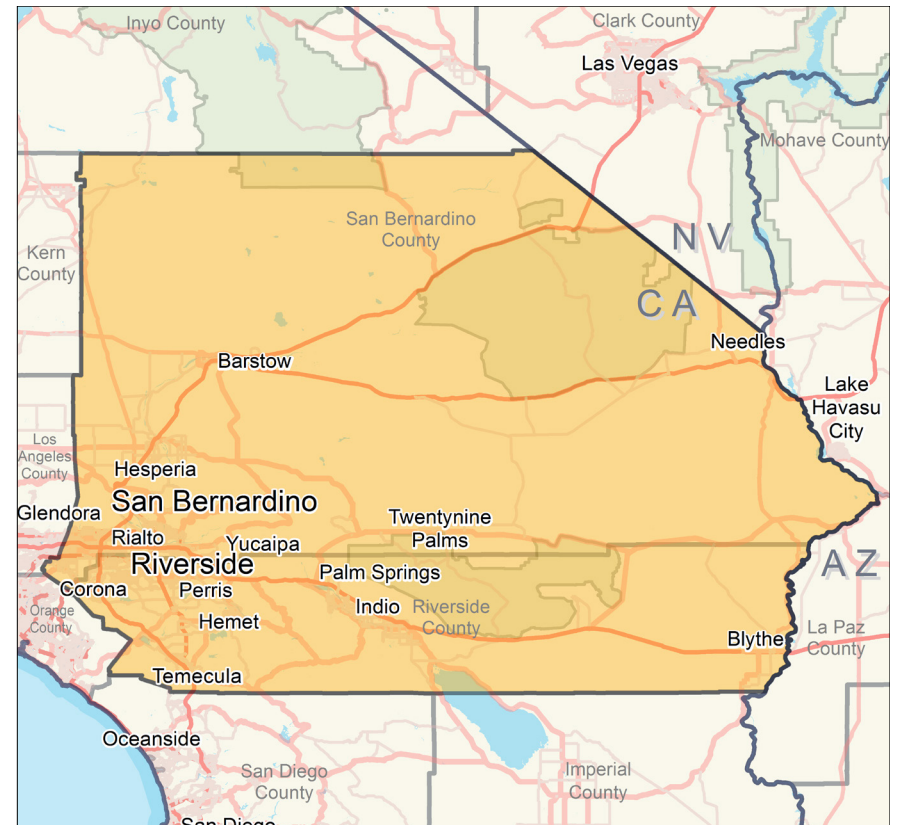 Inyo County
Clark County
Las Vegas
Mohave County
San Bernardino
County
NV
Kern
County
CA
Needles
Barstow
Lake
Havasu
City
Los
Angeles
County
Hesperia
San Bernardino
Glendora
Twentynine
Palms
Rialto
Yucaipa
Riverside
Palm Springs
AZ
Corona
Perris
Indio
Riverside
County
Orange
County
Hemet
La Paz
County
Blythe
Temecula
Oceanside
San Diego
County
Imperial
County
San Diego